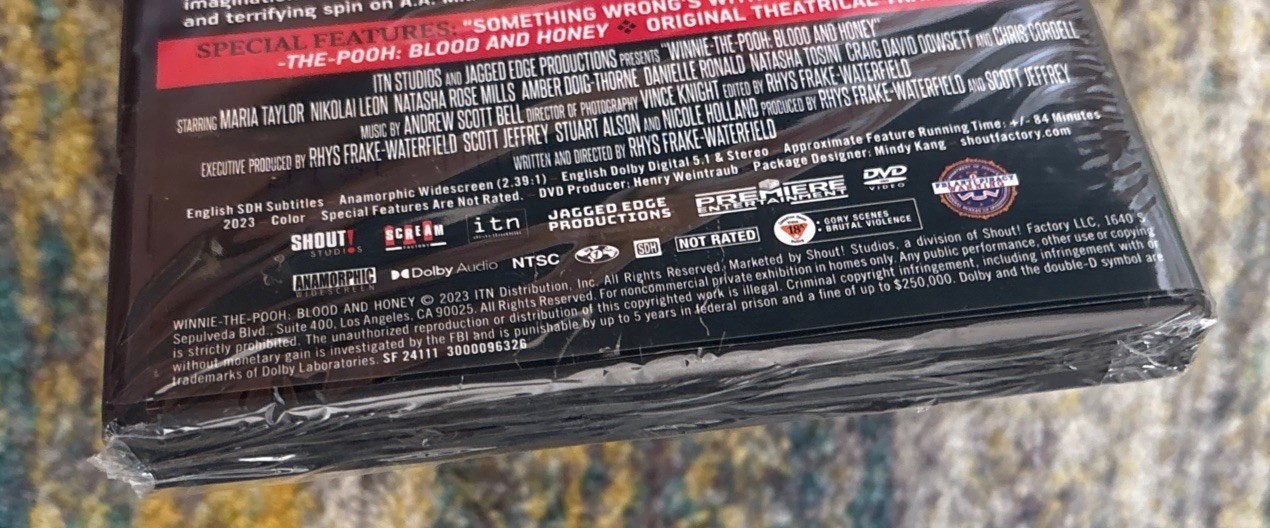 and terrifying spin on A.A.
SPECIAL FEATURES: "SOMETHING WRONG'S
-THE-POOH: BLOOD AND HONEY ❖ ORIGINAL THEATRICAL
ITN STUDIOS AND JAGGED EDGE PRODUCTIONS PRESENTS "WINNIE-THE-POOH: BLOOD AND HONEY"
STARRING MARIA TAYLOR NIKOLAI LEON NATASHA ROSE MILLS AMBER DOIG-THORNE DANIELLE RONALD NATASHA TOSINI CRAIG DAVID DOWSETT AND CHRIS CORDELL
MUSIC BY ANDREW SCOTT BELL DIRECTOR OF PHOTOGRAPHY VINCE KNIGHT EDITED BY RHYS FRAKE-WATERFIELD
EXECUTIVE PRODUCED BY RHYS FRAKE-WATERFIELD SCOTT JEFFREY STUART ALSON AND NICOLE HOLLAND PRODUCED BY RHYS FRAKE-WATERFIELD AND SCOTT JEFFREY
WRITTEN AND DIRECTED BY RHYS FRAKE-WATERFIELD
English SDH Subtitles Anamorphic Widescreen (2.39:1) English Dolby Digital 5.1 & Stereo Approximate Feature Running Time: +/- 84 Minutes
2023 Color Special Features Are Not Rated. DVD Producer: Henry Weintraub Package Designer: Mindy Kang shoutfactory.com
SHOUT! STUDIOS SCREAM FACTORY itn JAGGED EDGE PRODUCTIONS PREMIERE ENTERTAINMENT DVD VIDEO
ANAMORPHIC WIDESCREEN Dolby Audio NTSC 1 SDH NOT RATED 18 • GORY SCENES • BRUTAL VIOLENCE
WINNIE-THE-POOH: BLOOD AND HONEY © 2023 ITN Distribution, Inc. All Rights Reserved. Marketed by Shout! Studios, a division of Shout! Factory LLC, 1640 S
Sepulveda Blvd., Suite 400, Los Angeles, CA 90025. All Rights Reserved. For noncommercial private exhibition in homes only. Any public performance, other use or copying
is strictly prohibited. The unauthorized reproduction or distribution of this copyrighted work is illegal. Criminal copyright infringement, including infringement with or
without monetary gain is investigated by the FBI and is punishable by up to 5 years in federal prison and a fine of up to $250,000. Dolby and the double-D symbol are
trademarks of Dolby Laboratories. SF 24111 3000096326